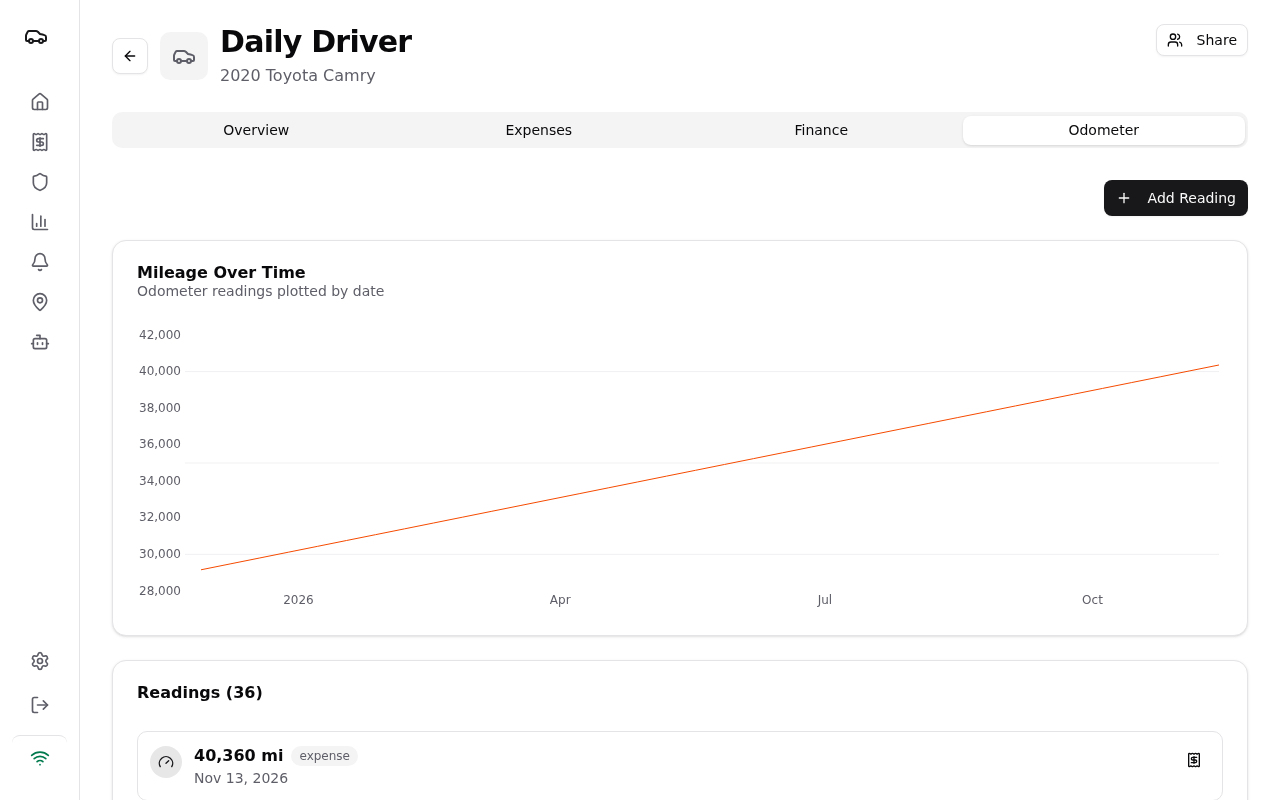 Daily Driver
2020 Toyota Camry
Share
Overview
Expenses
Finance
Odometer
Add Reading
Mileage Over Time
Odometer readings plotted by date
42,000
40,000
38,000
36,000
34,000
32,000
30,000
28,000
2026
Apr
Jul
Oct
Readings (36)
40,360 mi expense
Nov 13, 2026